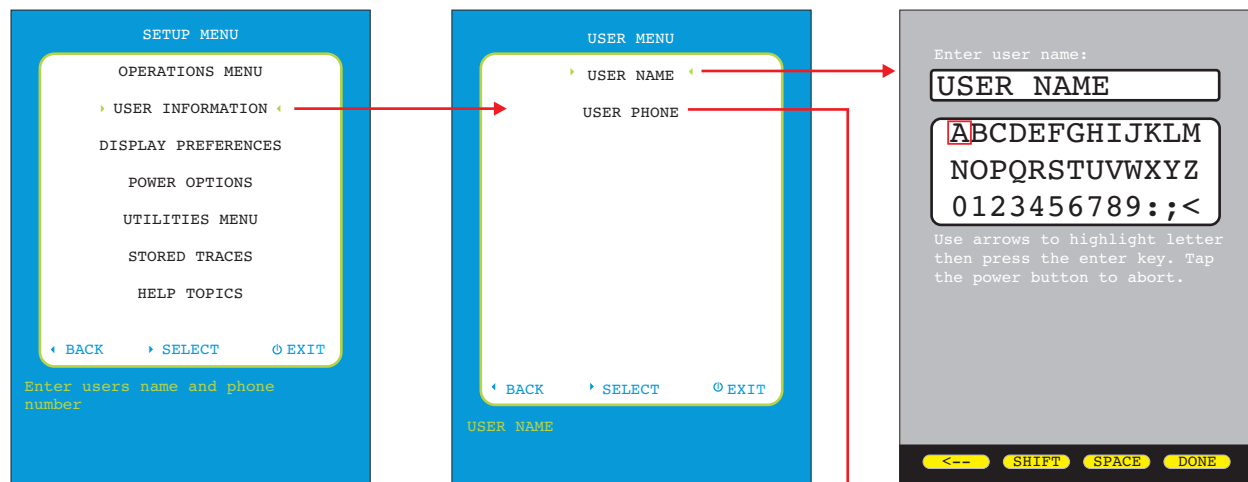 SETUP MENU
OPERATIONS MENU
USER INFORMATION
DISPLAY PREFERENCES
POWER OPTIONS
UTILITIES MENU
STORED TRACES
HELP TOPICS
BACK SELECT EXIT
Enter users name and phone
number
USER MENU
USER NAME
USER PHONE
BACK SELECT EXIT
USER NAME
Enter user name:
USER NAME
ABCDEFGHIJKLM
NOPQRSTUVWXYZ
0123456789:;<
Use arrows to highlight letter
then press the enter key. Tap
the power button to abort.
<-- SHIFT SPACE DONE